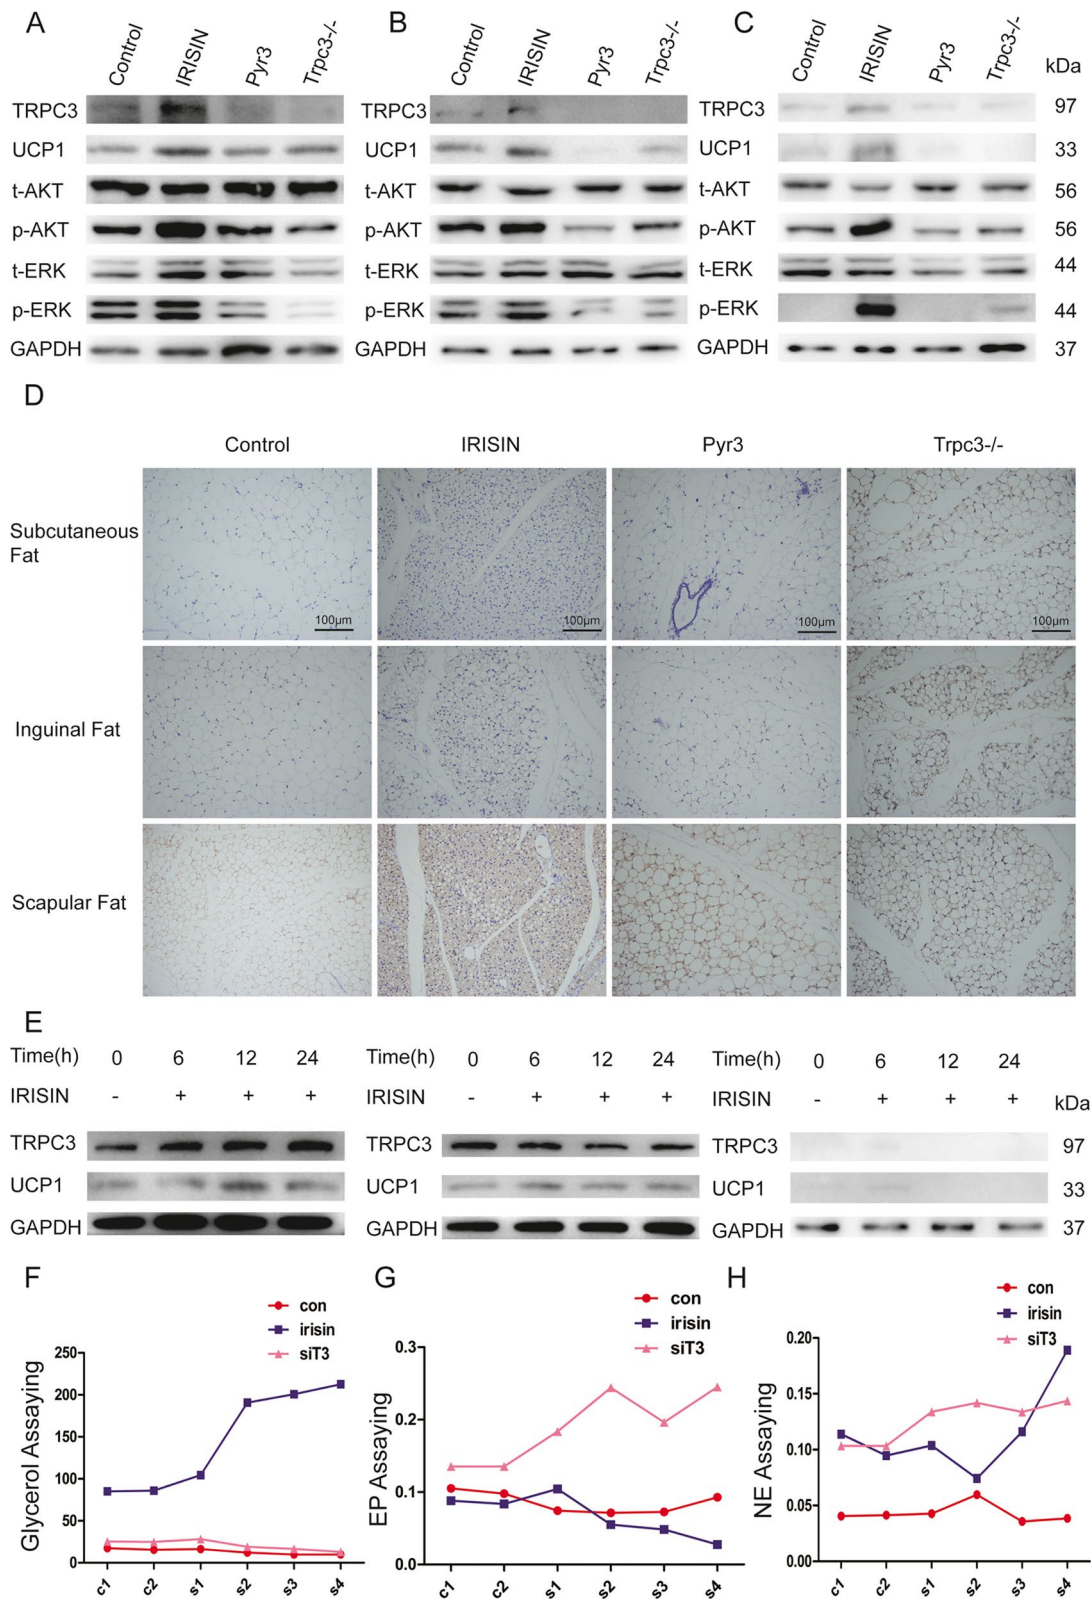 A
B
C
Control IRISIN Pyr3 Trpc3-/-
Control IRISIN Pyr3 Trpc3-/-
Control IRISIN Pyr3 Trpc3-/-
kDa
TRPC3 TRPC3 TRPC3 97
UCP1 UCP1 UCP1 33
t-AKT t-AKT t-AKT 56
p-AKT p-AKT p-AKT 56
t-ERK t-ERK t-ERK 44
p-ERK p-ERK p-ERK 44
GAPDH GAPDH GAPDH 37
D
Control IRISIN Pyr3 Trpc3-/-
Subcutaneous
Fat
100μm 100μm 100μm 100μm
Inguinal Fat
Scapular Fat
E
Time(h) 0 6 12 24 Time(h) 0 6 12 24 Time(h) 0 6 12 24
IRISIN - + + + IRISIN - + + + IRISIN - + + + kDa
TRPC3 TRPC3 TRPC3 97
UCP1 UCP1 UCP1 33
GAPDH GAPDH GAPDH 37
F
con
irisin
siT3
Glycerol Assaying
250
200
150
100
50
0
c1 c2 s1 s2 s3 s4
G
con
irisin
siT3
EP Assaying
0.3
0.2
0.1
0.0
c1 c2 s1 s2 s3 s4
H
con
irisin
siT3
NE Assaying
0.20
0.15
0.10
0.05
0.00
c1 c2 s1 s2 s3 s4